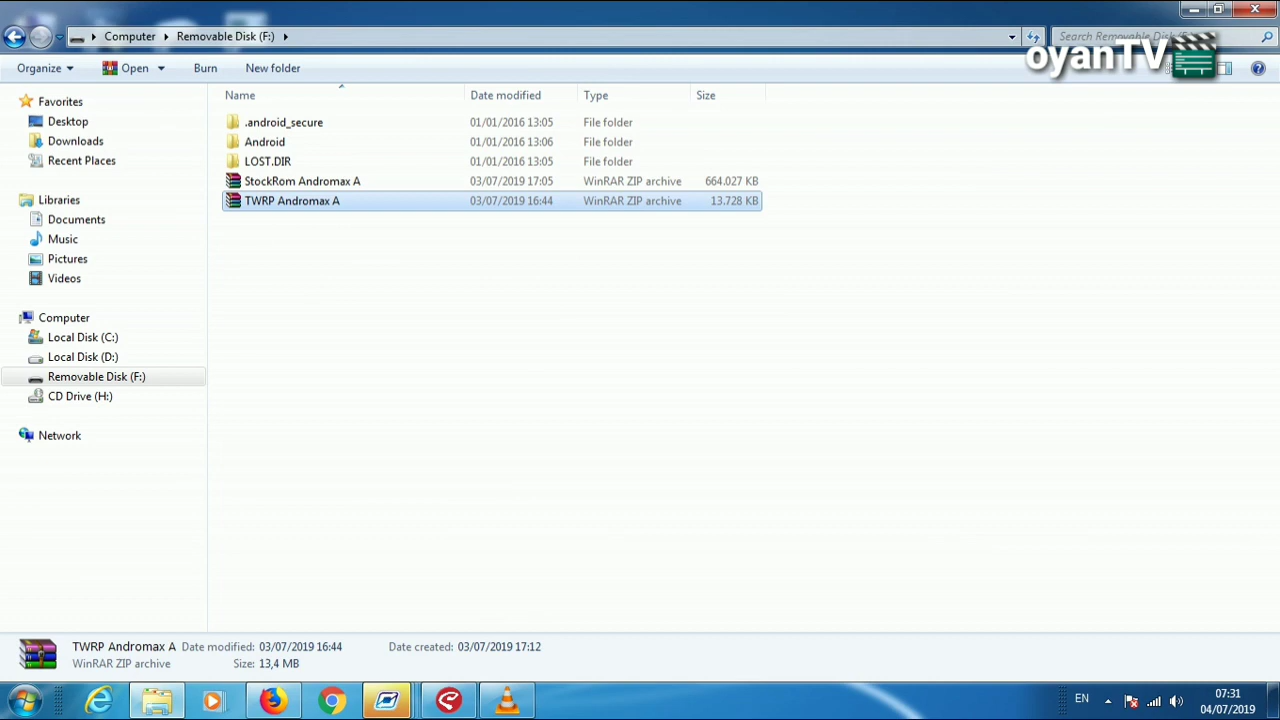 Computer Removable Disk (F:) Search Removable Disk (F:)
oyanTV
Organize Open Burn New folder
Favorites
Desktop
Downloads
Recent Places
Libraries
Documents
Music
Pictures
Videos
Computer
Local Disk (C:)
Local Disk (D:)
Removable Disk (F:)
CD Drive (H:)
Network
Name Date modified Type Size
.android_secure 01/01/2016 13:05 File folder
Android 01/01/2016 13:06 File folder
LOST.DIR 01/01/2016 13:05 File folder
StockRom Andromax A 03/07/2019 17:05 WinRAR ZIP archive 664.027 KB
TWRP Andromax A 03/07/2019 16:44 WinRAR ZIP archive 13.728 KB
TWRP Andromax A Date modified: 03/07/2019 16:44 Date created: 03/07/2019 17:12
WinRAR ZIP archive Size: 13,4 MB
EN 07:31
04/07/2019